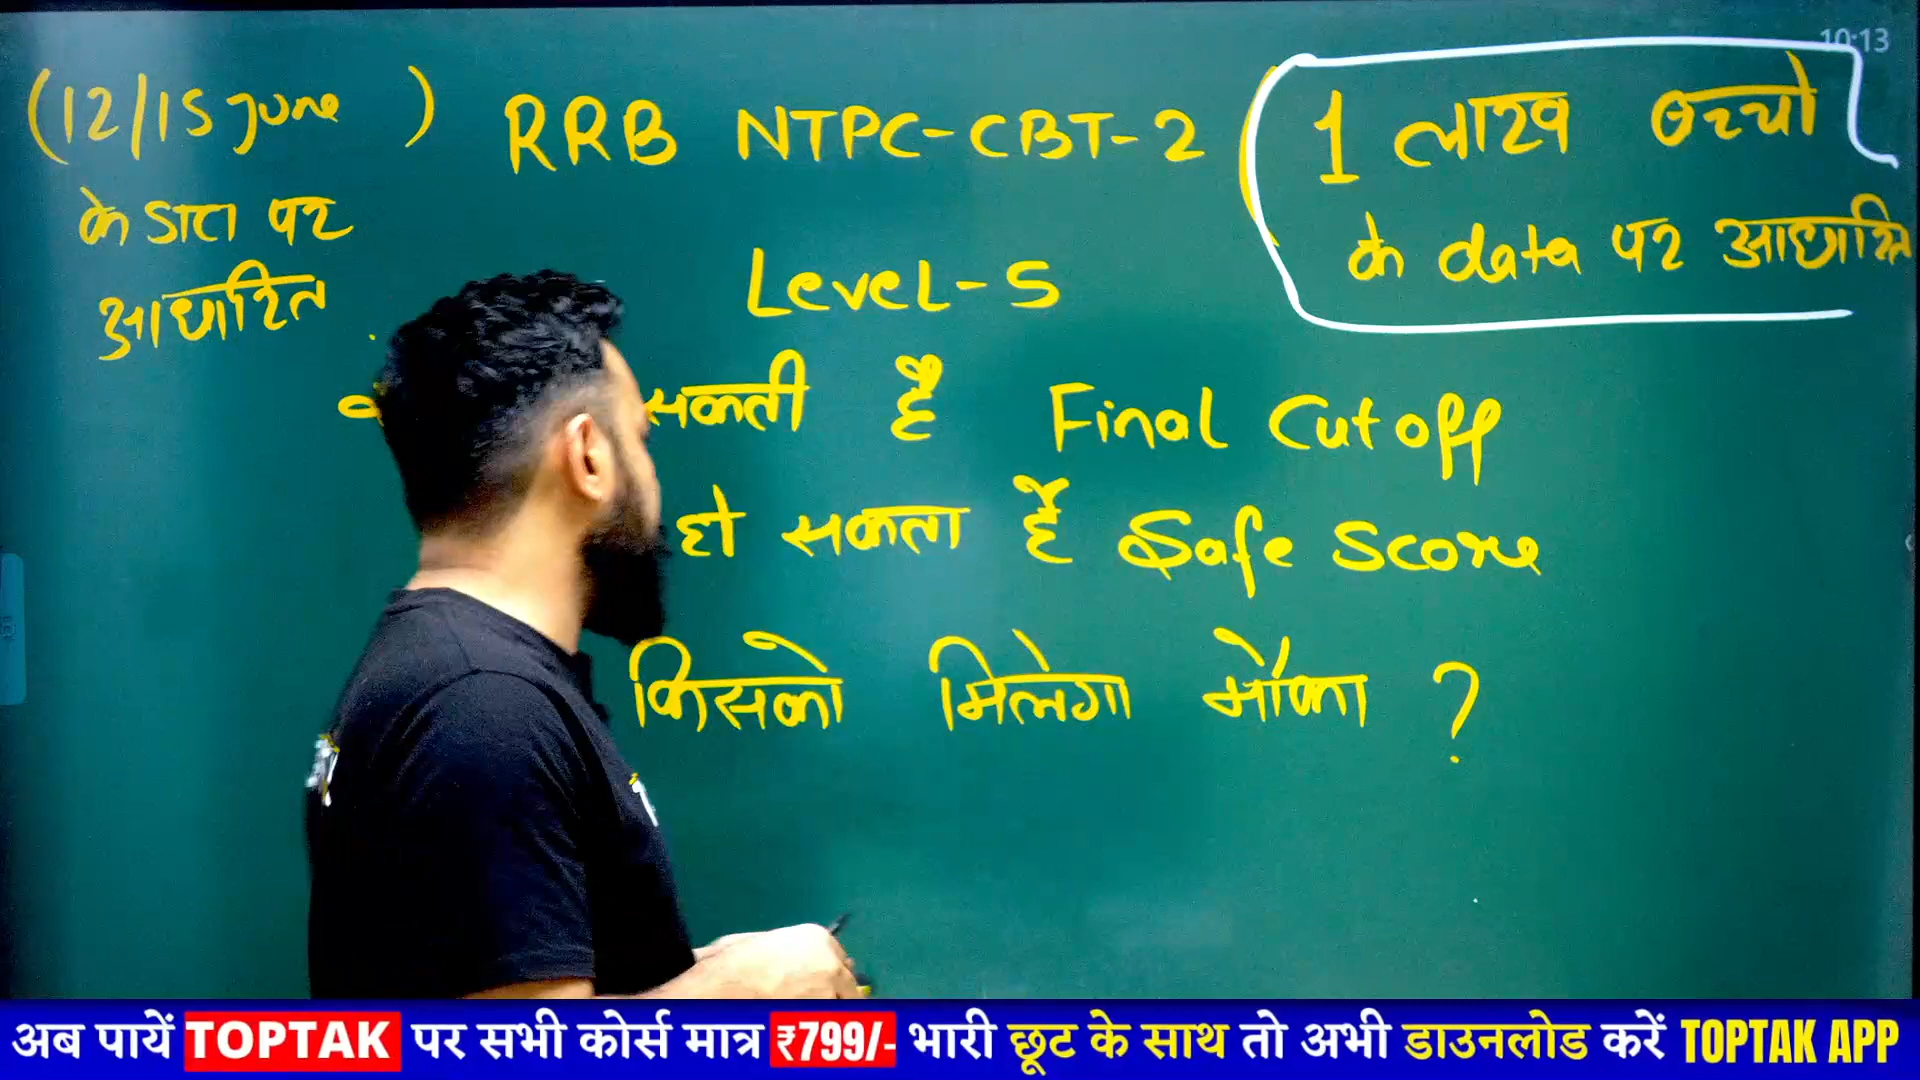 10:13
(12/15 June)
के डाटा पर
आधारित
RRB NTPC-CBT-2
1 लाख बच्चो
के data पर आधारित
Level-5
सकती है Final Cutoff
हो सकता है Safe Score
किसको मिलेगा मौका ?
अब पायें TOPTAK पर सभी कोर्स मात्र ₹799/- भारी छूट के साथ तो अभी डाउनलोड करें TOPTAK APP